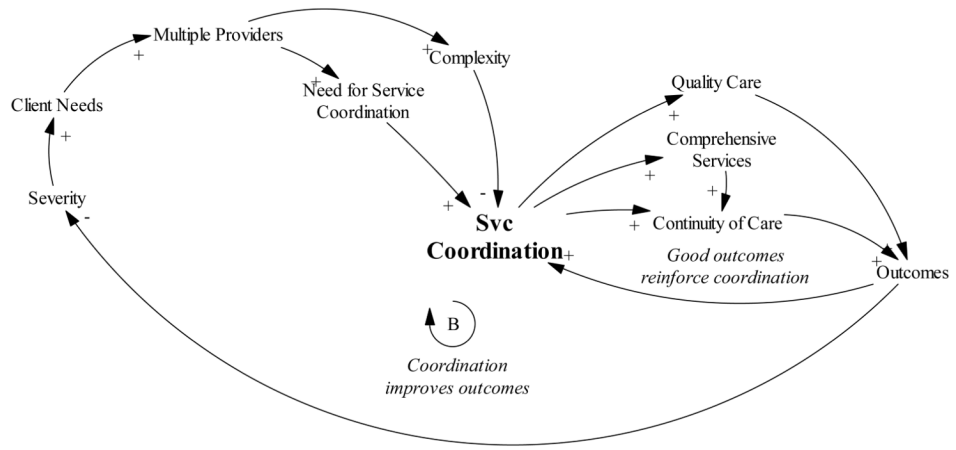 Multiple Providers
+
+
Complexity
+
Need for Service
Coordination
Client Needs
+
Severity
-
Quality Care
+
Comprehensive
Services
+
+
-
+
Svc
Coordination
+
+
Continuity of Care
Good outcomes
reinforce coordination
+
Outcomes
B
Coordination
improves outcomes